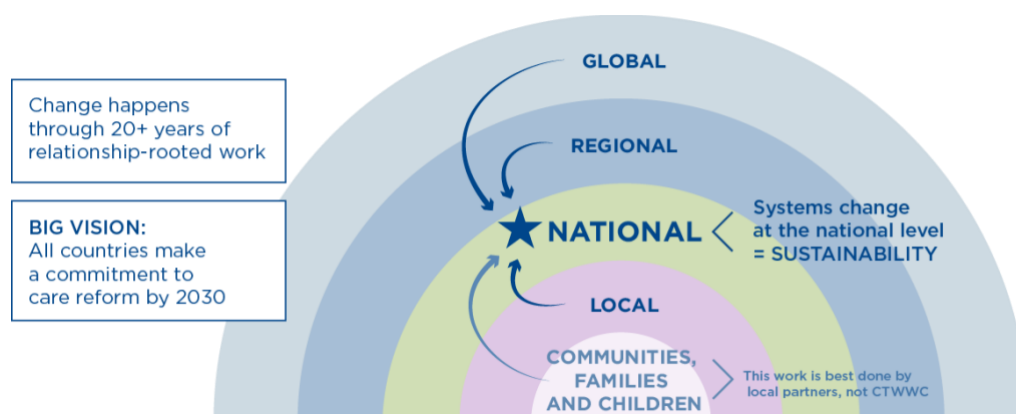 Change happens
through 20+ years of
relationship-rooted work
BIG VISION:
All countries make
a commitment to
care reform by 2030
GLOBAL
REGIONAL
NATIONAL
Systems change
at the national level
= SUSTAINABILITY
LOCAL
COMMUNITIES,
FAMILIES
AND CHILDREN
This work is best done by
local partners, not CTWWC